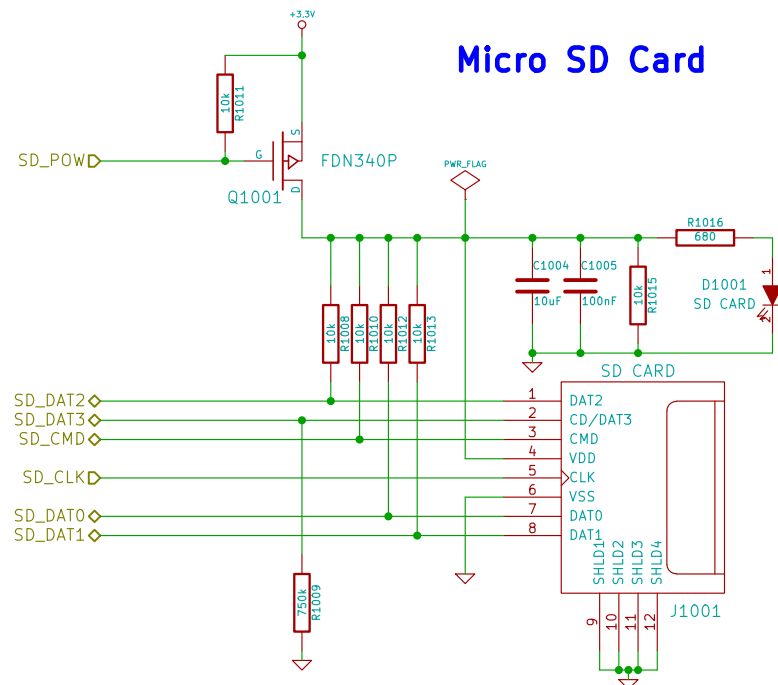 +3.3V
Micro SD Card
10k
R1011
S
G
D
SD_POW
FDN340P
Q1001
PWR_FLAG
R1016
680
C1004
10uF
C1005
100nF
10k
R1015
D1001
SD CARD
1
2
10k
R1008
10k
R1010
10k
R1012
10k
R1013
SD CARD
SD_DAT2
1
DAT2
SD_DAT3
2
CD/DAT3
SD_CMD
3
CMD
4
VDD
SD_CLK
5
CLK
6
VSS
SD_DAT0
7
DAT0
SD_DAT1
8
DAT1
SHLD1
SHLD2
SHLD3
SHLD4
750k
R1009
9
10
11
12
J1001